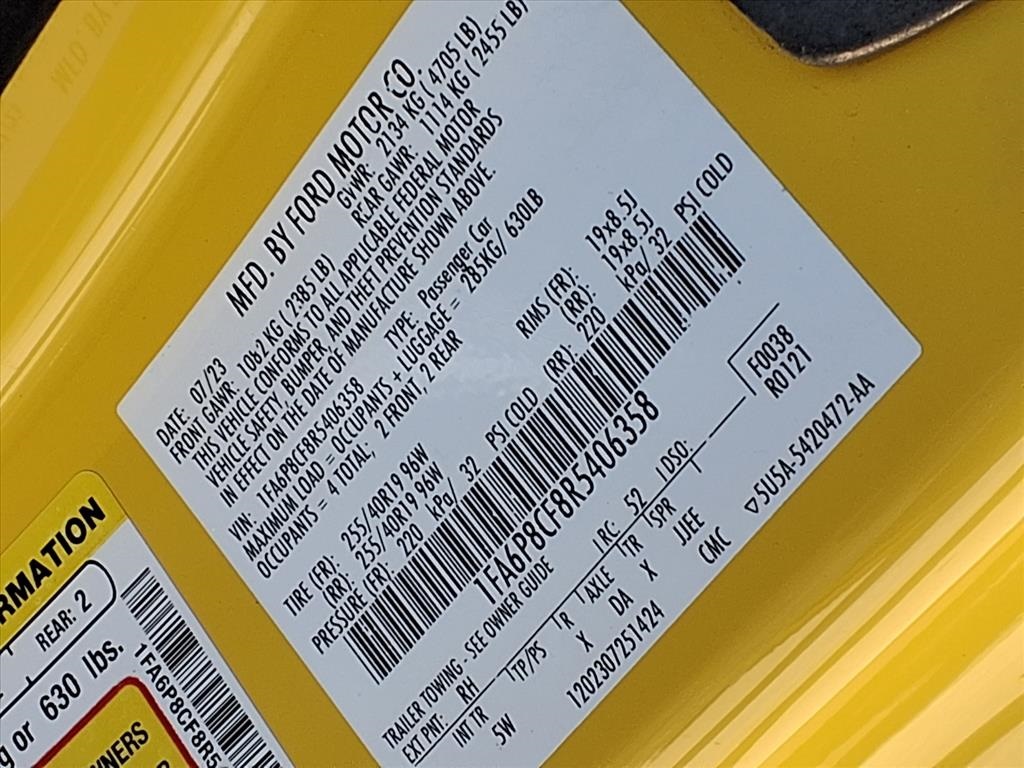 MFD. BY FORD MOTOR CO.
DATE: 07/23 GVWR: 2134 KG ( 4705 LB)
FRONT GAWR: 1082 KG ( 2385 LB) REAR GAWR: 1114 KG ( 2455 LB)
THIS VEHICLE CONFORMS TO ALL APPLICABLE FEDERAL MOTOR
VEHICLE SAFETY, BUMPER, AND THEFT PREVENTION STANDARDS
IN EFFECT ON THE DATE OF MANUFACTURE SHOWN ABOVE.
VIN: 1FA6P8CF8R5406358 TYPE: Passenger Car
MAXIMUM LOAD = OCCUPANTS + LUGGAGE = 285KG/ 630LB
OCCUPANTS = 4 TOTAL, 2 FRONT, 2 REAR
TIRE (FR): 255/40R19 96W RIMS (FR): 19x8.5J
(RR): 255/40R19 96W (RR): 19x8.5J
PRESSURE (FR): 220 kPa/ 32 PSI COLD (RR): 220 kPa/ 32 PSI COLD
1FA6P8CF8R5406358
TRAILER TOWING - SEE OWNER GUIDE F0038
EXT PNT: RH RC: 52 DSO: R0121
INT TR TP/PS R AXLE TR SPR
5W X DA X JJEE
1202307251424 CMC
▽5U5A-5420472-AA
RMATION
REAR: 2
g or 630 lbs.
1FA6P8CF8R5
WNERS